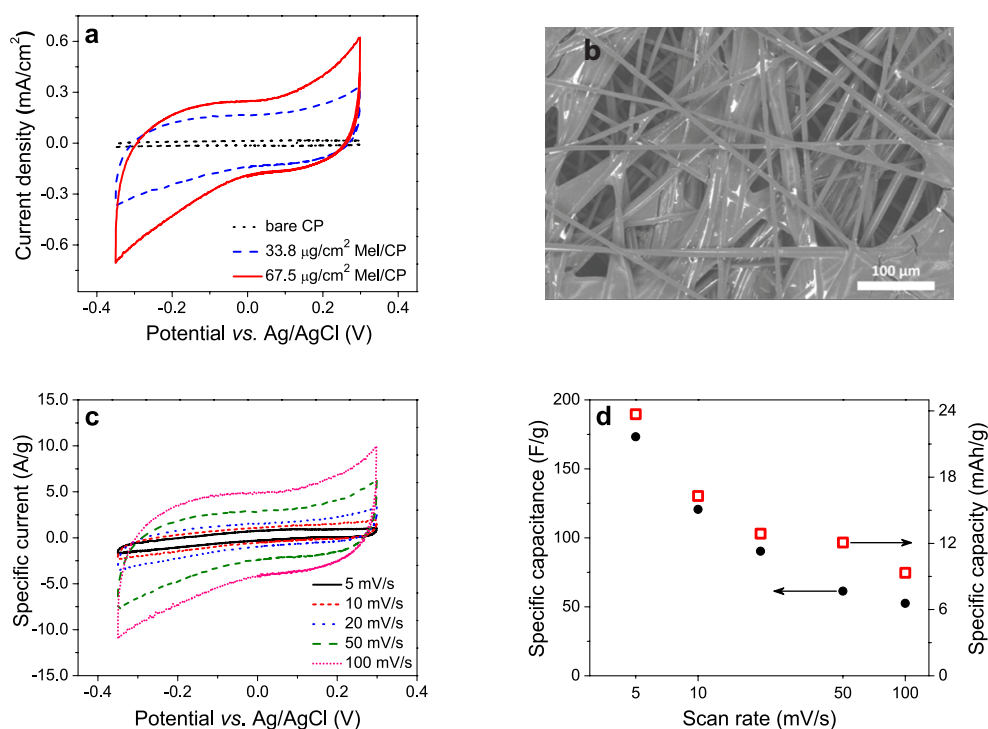 a
0.6
0.3
0.0
-0.3
-0.6
Current density (mA/cm²)
bare CP
33.8 μg/cm² Mel/CP
67.5 μg/cm² Mel/CP
-0.4 -0.2 0.0 0.2 0.4
Potential vs. Ag/AgCl (V)
b
100 μm
c
15.0
10.0
5.0
0.0
-5.0
-10.0
-15.0
Specific current (A/g)
5 mV/s
10 mV/s
20 mV/s
50 mV/s
100 mV/s
-0.4 -0.2 0.0 0.2 0.4
Potential vs. Ag/AgCl (V)
d
200
150
100
50
0
Specific capacitance (F/g)
24
18
12
6
0
Specific capacity (mAh/g)
5 10 50 100
Scan rate (mV/s)